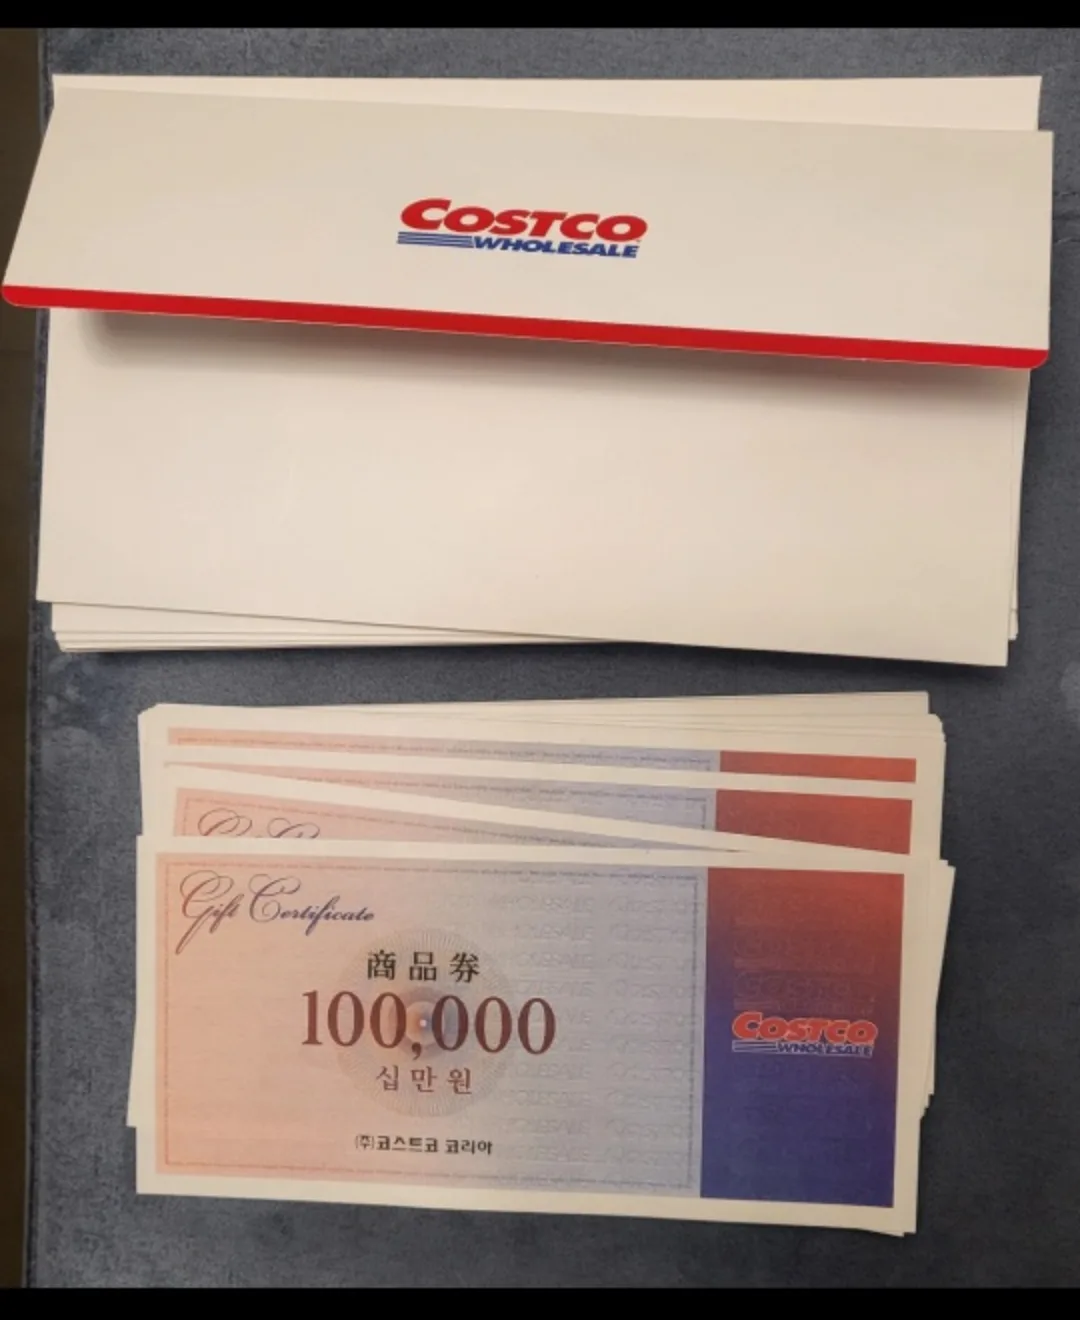 COSTCO
WHOLESALE
Gift Certificate
商品券
100,000
십만원
(주)코스트코 코리아
COSTCO
WHOLESALE